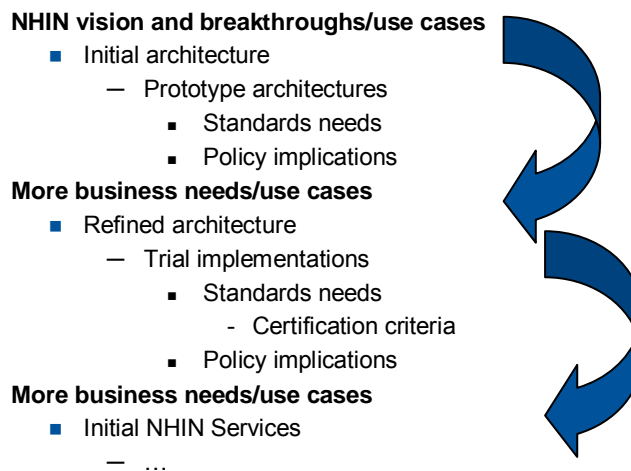 NHIN vision and breakthroughs/use cases
■ Initial architecture
— Prototype architectures
■ Standards needs
■ Policy implications
More business needs/use cases
■ Refined architecture
— Trial implementations
■ Standards needs
- Certification criteria
■ Policy implications
More business needs/use cases
■ Initial NHIN Services
— ...